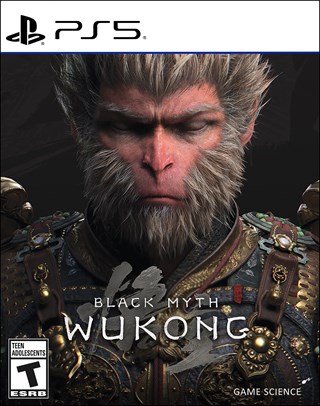 PS5
BLACK MYTH
WUKONG
TEEN
ADOLESCENTS
T
ESRB
GAME SCIENCE